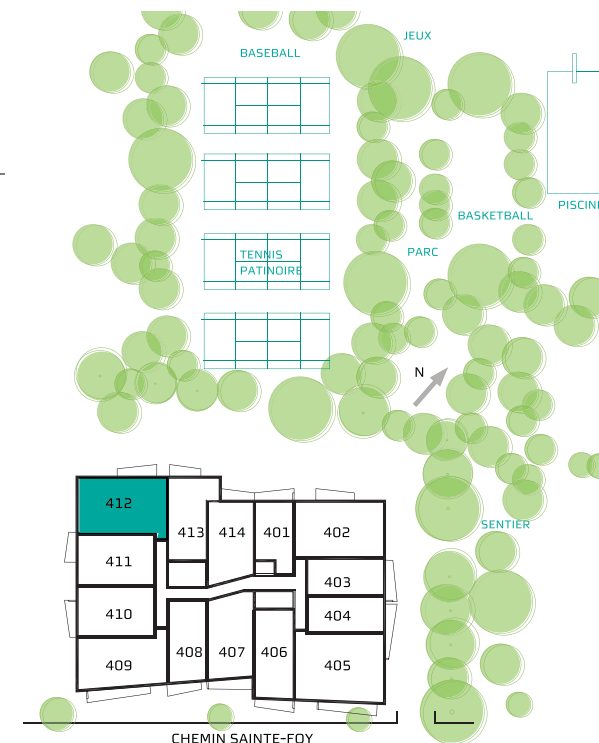 JEUX
BASEBALL
PISCINE
BASKETBALL
PARC
TENNIS
PATINOIRE
N
SENTIER
412
413
414
401
402
411
403
410
404
409
408
407
406
405
CHEMIN SAINTE-FOY